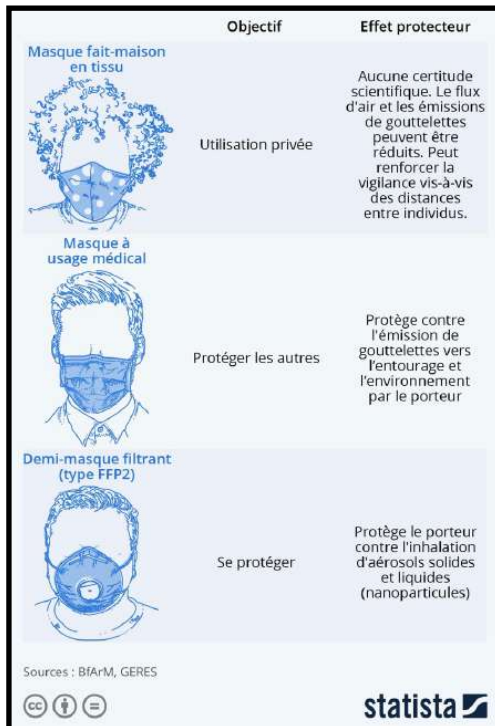 Objectif
Effet protecteur
Masque fait-maison
en tissu
Utilisation privée
Aucune certitude
scientifique. Le flux
d'air et les émissions
de gouttelettes
peuvent être
réduits. Peut
renforcer la
vigilance vis-à-vis
des distances
entre individus.
Masque à
usage médical
Protéger les autres
Protège contre
l'émission de
gouttelettes vers
l'entourage et
l'environnement
par le porteur
Demi-masque filtrant
(type FFP2)
Se protéger
Protège le porteur
contre l'inhalation
d'aérosols solides
et liquides
(nanoparticules)
Sources : BfArM, GERES
cc
statista